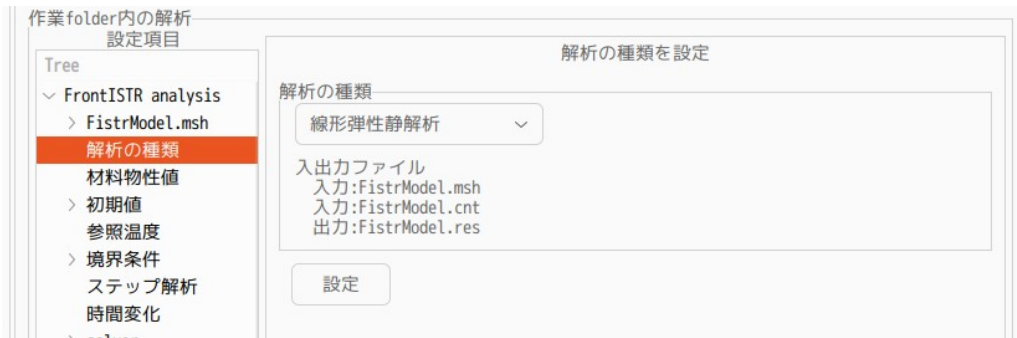 作業folder内の解析
設定項目
Tree
FrontISTR analysis
FistrModel.msh
解析の種類
材料物性値
初期値
参照温度
境界条件
ステップ解析
時間変化
解析の種類を設定
解析の種類
線形弾性静解析
入出力ファイル
入力:FistrModel.msh
入力:FistrModel.cnt
出力:FistrModel.res
設定